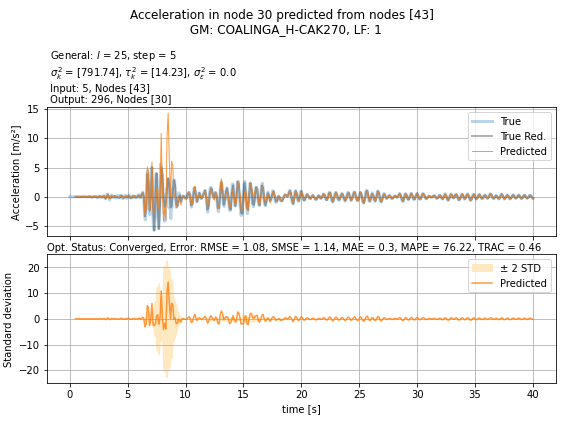 Acceleration in node 30 predicted from nodes [43]
GM: COALINGA_H-CAK270, LF: 1
General: l = 25, step = 5
σ²ₖ = [791.74], τ²ₖ = [14.23], σ²ε = 0.0
Input: 5, Nodes [43]
Output: 296, Nodes [30]
Acceleration [m/s²]
15
10
5
0
−5
True
True Red.
Predicted
Opt. Status: Converged, Error: RMSE = 1.08, SMSE = 1.14, MAE = 0.3, MAPE = 76.22, TRAC = 0.46
Standard deviation
20
10
0
−10
−20
± 2 STD
Predicted
0 5 10 15 20 25 30 35 40
time [s]